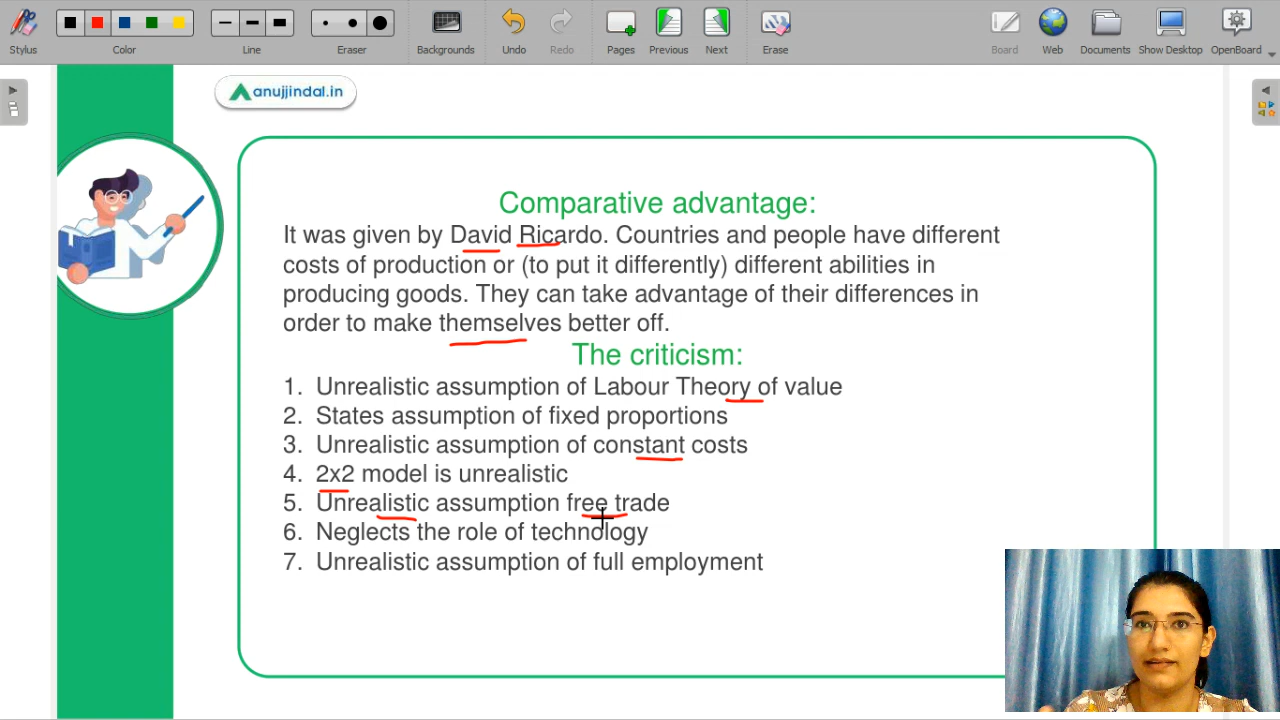 Stylus
Color
Line
Eraser
Backgrounds
Undo
Redo
Pages
Previous
Next
Erase
Board
Web
Documents
Show Desktop
OpenBoard
anujjindal.in
Comparative advantage:
It was given by David Ricardo. Countries and people have different
costs of production or (to put it differently) different abilities in
producing goods. They can take advantage of their differences in
order to make themselves better off.
The criticism:
1. Unrealistic assumption of Labour Theory of value
2. States assumption of fixed proportions
3. Unrealistic assumption of constant costs
4. 2x2 model is unrealistic
5. Unrealistic assumption free trade
6. Neglects the role of technology
7. Unrealistic assumption of full employment